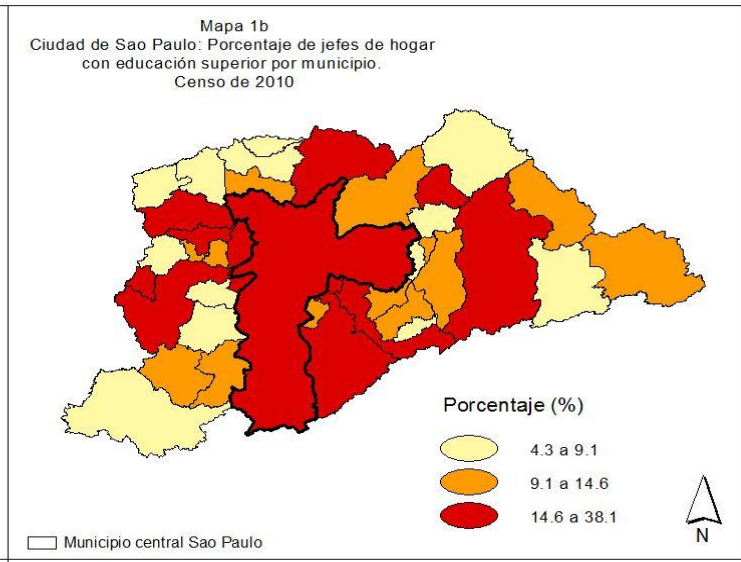 Mapa 1b
Ciudad de Sao Paulo: Porcentaje de jefes de hogar
con educación superior por municipio.
Censo de 2010
Porcentaje (%)
4.3 a 9.1
9.1 a 14.6
14.6 a 38.1
N
Municipio central Sao Paulo